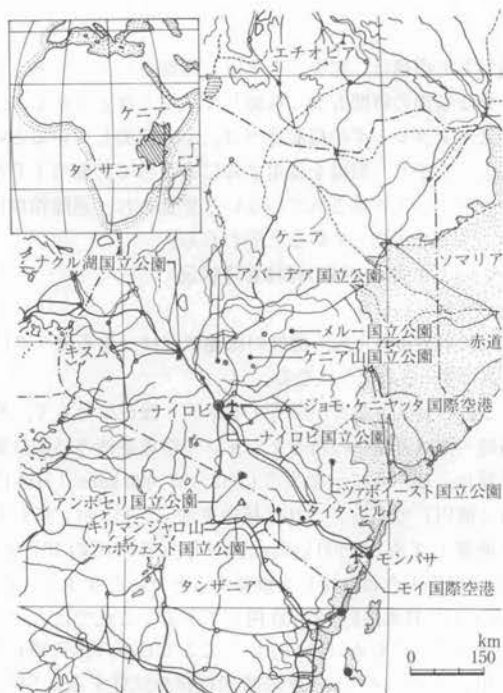 エチオピア
タンザニア
ケニア
ナクル湖国立公園
アバーデア国立公園
ソマリア
メルー国立公園
赤道
キスム
ケニア山国立公園
ナイロビ
ジョモ・ケニヤッタ国際空港
ナイロビ国立公園
ツァボイースト国立公園
アンボセリ国立公園
タイタ・ヒル
キリマンジャロ山
ツァボウェスト国立公園
モンバサ
タンザニア
モイ国際空港
km
0 150